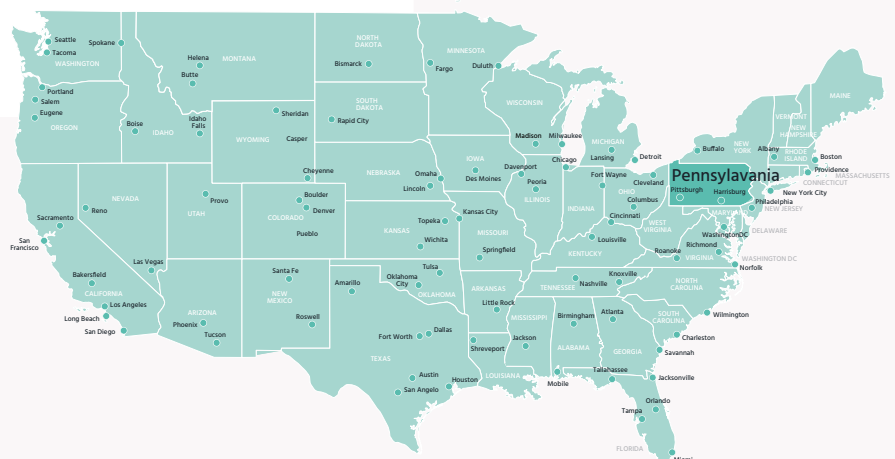 Seattle
Tacoma
WASHINGTON
Spokane
Portland
Salem
Eugene
OREGON
Boise
IDAHO
Idaho
Falls
Helena
Butte
MONTANA
NORTH
DAKOTA
Bismarck
Fargo
MINNESOTA
Duluth
SOUTH
DAKOTA
Rapid City
Sheridan
WYOMING
Casper
Cheyenne
WISCONSIN
Madison
Milwaukee
MICHIGAN
Lansing
Detroit
Chicago
IOWA
Des Moines
Davenport
Peoria
ILLINOIS
NEBRASKA
Omaha
Lincoln
Fort Wayne
INDIANA
OHIO
Cleveland
Columbus
Cincinnati
Buffalo
NEW
YORK
Albany
VERMONT
NEW
HAMPSHIRE
MAINE
RHODE
ISLAND
Boston
Providence
MASSACHUSETTS
CONNECTICUT
New York City
Pennsylavania
Pittsburgh
Harrisburg
Philadelphia
NEW JERSEY
MARYLAND
DELAWARE
WashingtonDC
WASHINGTON DC
WEST
VIRGINIA
Richmond
Roanoke
VIRGINIA
Norfolk
NEVADA
Reno
Sacramento
San
Francisco
UTAH
Provo
COLORADO
Boulder
Denver
Pueblo
KANSAS
Topeka
Kansas City
Wichita
MISSOURI
Springfield
KENTUCKY
Louisville
Las Vegas
Bakersfield
CALIFORNIA
Los Angeles
Long Beach
San Diego
ARIZONA
Phoenix
Tucson
Santa Fe
NEW
MEXICO
Roswell
Amarillo
Oklahoma
City
Tulsa
OKLAHOMA
ARKANSAS
Little Rock
TENNESSEE
Nashville
Knoxville
NORTH
CAROLINA
Wilmington
SOUTH
CAROLINA
Charleston
Savannah
MISSISSIPPI
Jackson
Birmingham
ALABAMA
Atlanta
GEORGIA
TEXAS
Fort Worth
Dallas
Austin
San Angelo
Houston
Shreveport
LOUISIANA
Mobile
Tallahassee
Jacksonville
Orlando
Tampa
FLORIDA